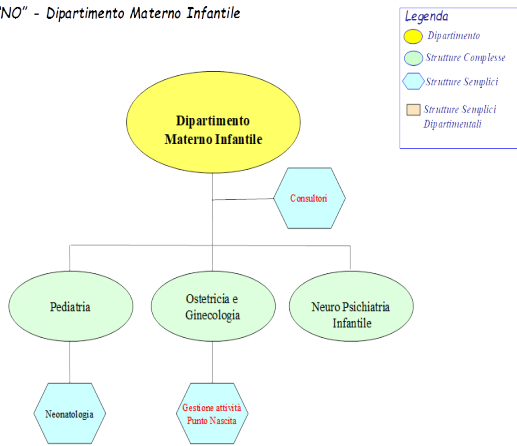 "NO" - Dipartimento Materno Infantile
Legenda
Dipartimento
Strutture Complesse
Strutture Semplici
Strutture Semplici
Dipartimentali
Dipartimento
Materno Infantile
Consultori
Pediatria
Ostetricia e
Ginecologia
Neuro Psichiatria
Infantile
Neonatologia
Gestione attività
Punto Nascita